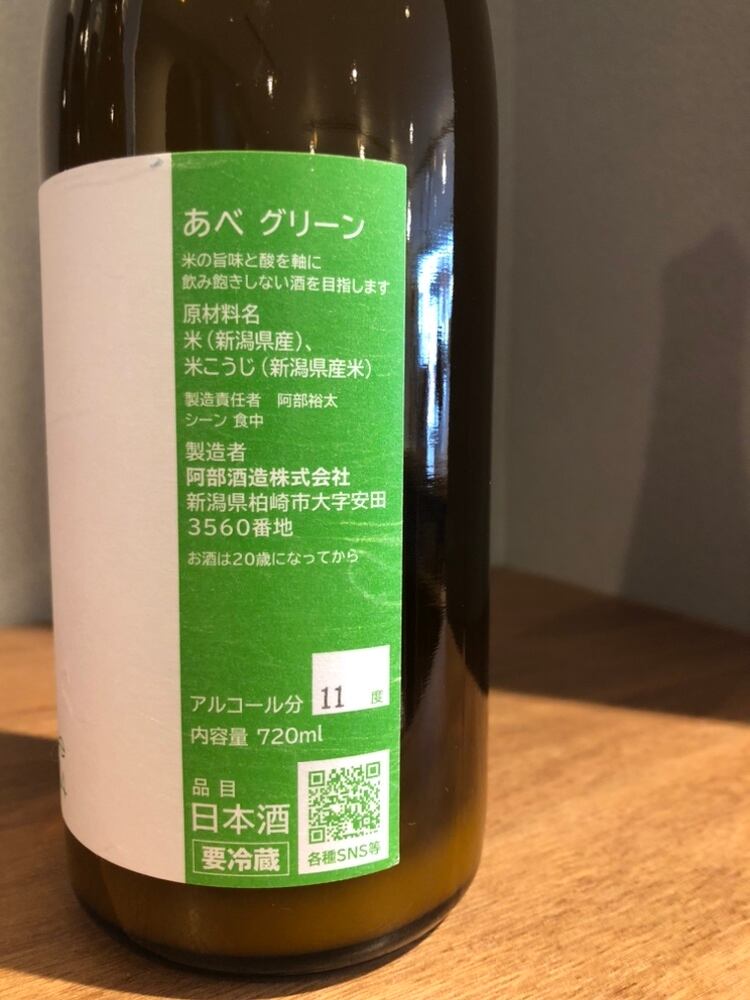 あべ グリーン
米の旨味と酸を軸に
飲み飽きしない酒を目指します
原材料名
米（新潟県産）、
米こうじ（新潟県産米）
製造責任者　阿部裕太
シーン 食中
製造者
阿部酒造株式会社
新潟県柏崎市大字安田
3560番地
お酒は20歳になってから
アルコール分 11 度
内容量 720ml
品目
日本酒
要冷蔵
各種SNS等